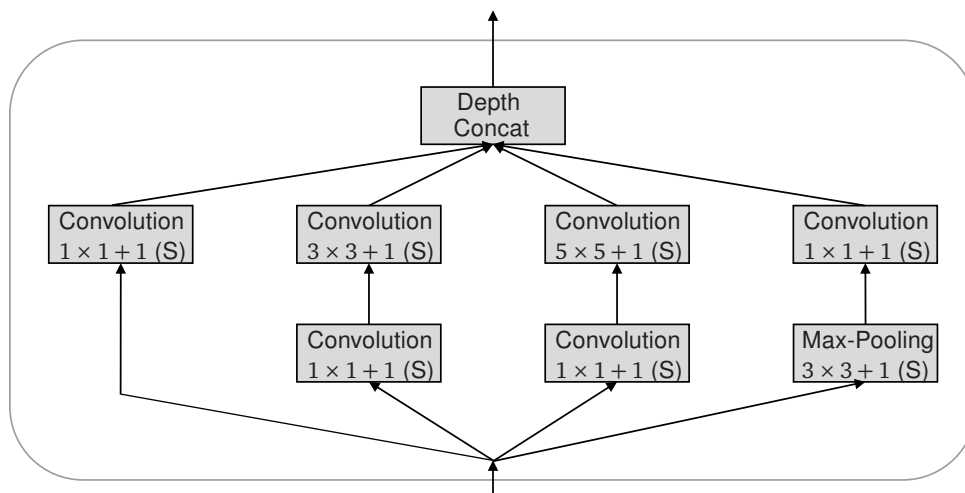 Depth
Concat
Convolution
1 × 1 + 1 (S)
Convolution
3 × 3 + 1 (S)
Convolution
5 × 5 + 1 (S)
Convolution
1 × 1 + 1 (S)
Convolution
1 × 1 + 1 (S)
Convolution
1 × 1 + 1 (S)
Max-Pooling
3 × 3 + 1 (S)